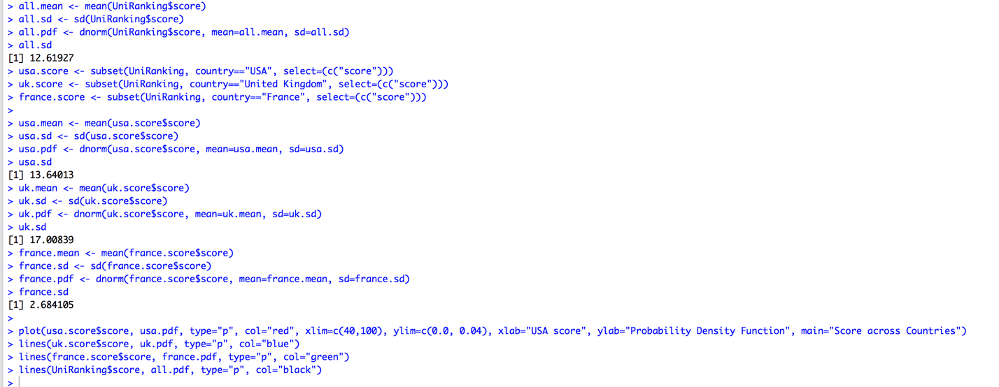 > all.mean <- mean(UniRanking$score)
> all.sd <- sd(UniRanking$score)
> all.pdf <- dnorm(UniRanking$score, mean=all.mean, sd=all.sd)
> all.sd
[1] 12.61927
> usa.score <- subset(UniRanking, country=="USA", select=(c("score")))
> uk.score <- subset(UniRanking, country=="United Kingdom", select=(c("score")))
> france.score <- subset(UniRanking, country=="France", select=(c("score")))
>
> usa.mean <- mean(usa.score$score)
> usa.sd <- sd(usa.score$score)
> usa.pdf <- dnorm(usa.score$score, mean=usa.mean, sd=usa.sd)
> usa.sd
[1] 13.64013
> uk.mean <- mean(uk.score$score)
> uk.sd <- sd(uk.score$score)
> uk.pdf <- dnorm(uk.score$score, mean=uk.mean, sd=uk.sd)
> uk.sd
[1] 17.00839
> france.mean <- mean(france.score$score)
> france.sd <- sd(france.score$score)
> france.pdf <- dnorm(france.score$score, mean=france.mean, sd=france.sd)
> france.sd
[1] 2.684105
>
> plot(usa.score$score, usa.pdf, type="p", col="red", xlim=c(40,100), ylim=c(0.0, 0.04), xlab="USA score", ylab="Probability Density Function", main="Score across Countries")
> lines(uk.score$score, uk.pdf, type="p", col="blue")
> lines(france.score$score, france.pdf, type="p", col="green")
> lines(UniRanking$score, all.pdf, type="p", col="black")
>